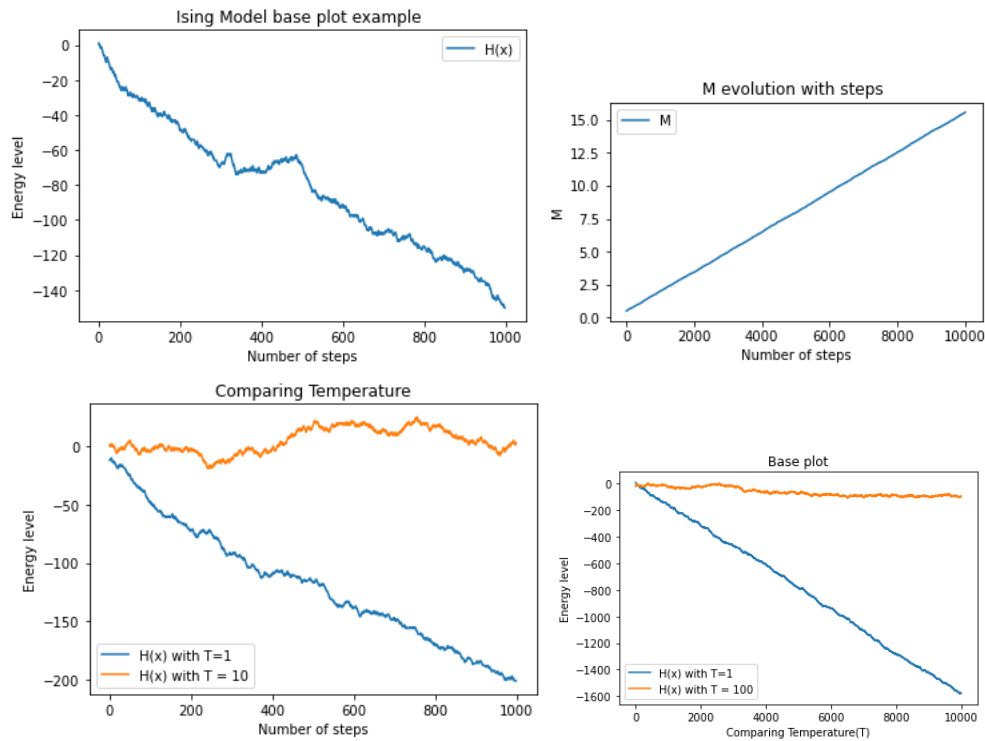 Ising Model base plot example
H(x)
0
−20
−40
−60
−80
−100
−120
−140
Energy level
0
200
400
600
800
1000
Number of steps
M evolution with steps
M
15.0
12.5
10.0
7.5
5.0
2.5
0.0
M
0
2000
4000
6000
8000
10000
Number of steps
Comparing Temperature
0
−50
−100
−150
−200
Energy level
H(x) with T=1
H(x) with T = 10
0
200
400
600
800
1000
Number of steps
Base plot
0
−200
−400
−600
−800
−1000
−1200
−1400
−1600
Energy level
H(x) with T=1
H(x) with T = 100
0
2000
4000
6000
8000
10000
Comparing Temperature(T)